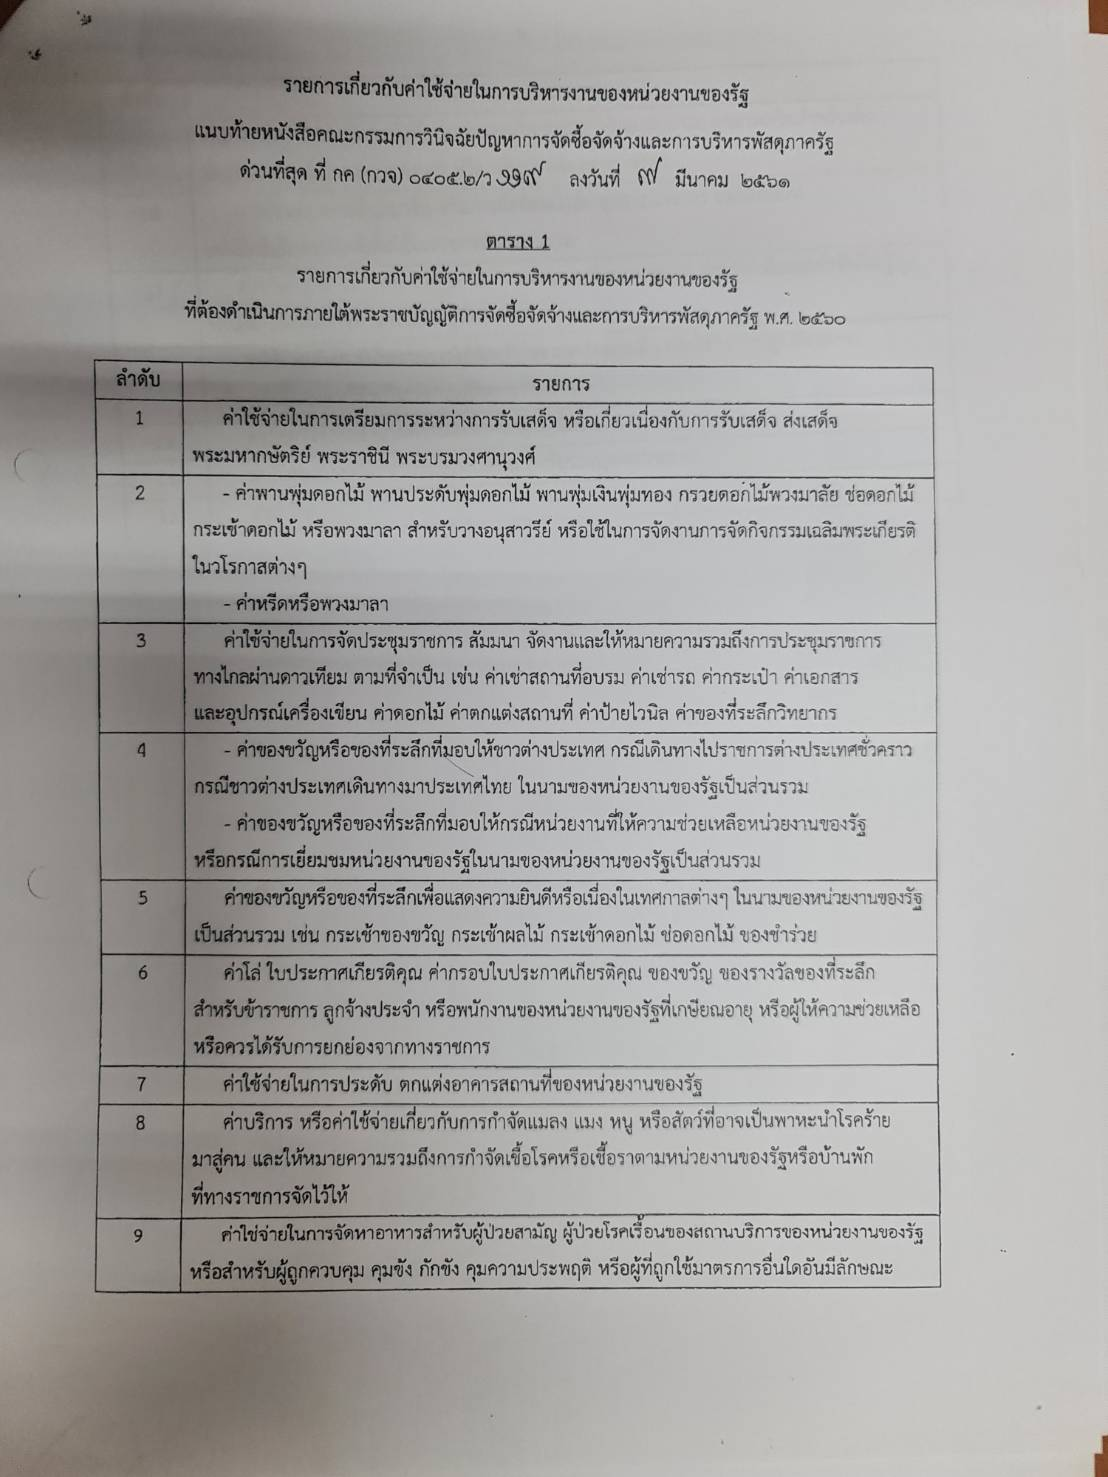 รายการเกี่ยวกับค่าใช้จ่ายในการบริหารงานของหน่วยงานของรัฐ
แนบท้ายหนังสือคณะกรรมการวินิจฉัยปัญหาการจัดซื้อจัดจ้างและการบริหารพัสดุภาครัฐ
ด่วนที่สุด ที่ กค (กวจ) ๐๔๐๕.๒/ว ๑๑๙ ลงวันที่ ๗ มีนาคม ๒๕๖๑
ตาราง 1
รายการเกี่ยวกับค่าใช้จ่ายในการบริหารงานของหน่วยงานของรัฐ
ที่ต้องดำเนินการภายใต้พระราชบัญญัติการจัดซื้อจัดจ้างและการบริหารพัสดุภาครัฐ พ.ศ. ๒๕๖๐
ลำดับ รายการ
1 ค่าใช้จ่ายในการเตรียมการระหว่างการรับเสด็จ หรือเกี่ยวเนื่องกับการรับเสด็จ ส่งเสด็จ
พระมหากษัตริย์ พระราชินี พระบรมวงศานุวงศ์
2 - ค่าพานพุ่มดอกไม้ พานประดับพุ่มดอกไม้ พานพุ่มเงินพุ่มทอง กรวยดอกไม้พวงมาลัย ช่อดอกไม้
กระเช้าดอกไม้ หรือพวงมาลา สำหรับวางอนุสาวรีย์ หรือใช้ในการจัดงานการจัดกิจกรรมเฉลิมพระเกียรติ
ในวโรกาสต่างๆ
- ค่าหรีดหรือพวงมาลา
3 ค่าใช้จ่ายในการจัดประชุมราชการ สัมมนา จัดงานและให้หมายความรวมถึงการประชุมราชการ
ทางไกลผ่านดาวเทียม ตามที่จำเป็น เช่น ค่าเช่าสถานที่อบรม ค่าเช่ารถ ค่ากระเป๋า ค่าเอกสาร
และอุปกรณ์เครื่องเขียน ค่าดอกไม้ ค่าตกแต่งสถานที่ ค่าป้ายไวนิล ค่าของที่ระลึกวิทยากร
4 - ค่าของขวัญหรือของที่ระลึกที่มอบให้ชาวต่างประเทศ กรณีเดินทางไปราชการต่างประเทศชั่วคราว
กรณีชาวต่างประเทศเดินทางมาประเทศไทย ในนามของหน่วยงานของรัฐเป็นส่วนรวม
- ค่าของขวัญหรือของที่ระลึกที่มอบให้กรณีหน่วยงานที่ให้ความช่วยเหลือหน่วยงานของรัฐ
หรือกรณีการเยี่ยมชมหน่วยงานของรัฐในนามของหน่วยงานของรัฐเป็นส่วนรวม
5 ค่าของขวัญหรือของที่ระลึกเพื่อแสดงความยินดีหรือเนื่องในเทศกาลต่างๆ ในนามของหน่วยงานของรัฐ
เป็นส่วนรวม เช่น กระเช้าของขวัญ กระเช้าผลไม้ กระเช้าดอกไม้ ช่อดอกไม้ ของชำร่วย
6 ค่าโล่ ใบประกาศเกียรติคุณ ค่ากรอบใบประกาศเกียรติคุณ ของขวัญ ของรางวัลของที่ระลึก
สำหรับข้าราชการ ลูกจ้างประจำ หรือพนักงานของหน่วยงานของรัฐที่เกษียณอายุ หรือผู้ให้ความช่วยเหลือ
หรือควรได้รับการยกย่องจากทางราชการ
7 ค่าใช้จ่ายในการประดับ ตกแต่งอาคารสถานที่ของหน่วยงานของรัฐ
8 ค่าบริการ หรือค่าใช้จ่ายเกี่ยวกับการกำจัดแมลง แมง หนู หรือสัตว์ที่อาจเป็นพาหะนำโรคร้าย
มาสู่คน และให้หมายความรวมถึงการกำจัดเชื้อโรคหรือเชื้อราตามหน่วยงานของรัฐหรือบ้านพัก
ที่ทางราชการจัดไว้ให้
9 ค่าใช่จ่ายในการจัดหาอาหารสำหรับผู้ป่วยสามัญ ผู้ป่วยโรคเรื้อนของสถานบริการของหน่วยงานของรัฐ
หรือสำหรับผู้ถูกควบคุม คุมขัง กักขัง คุมความประพฤติ หรือผู้ที่ถูกใช้มาตรการอื่นใดอันมีลักษณะ